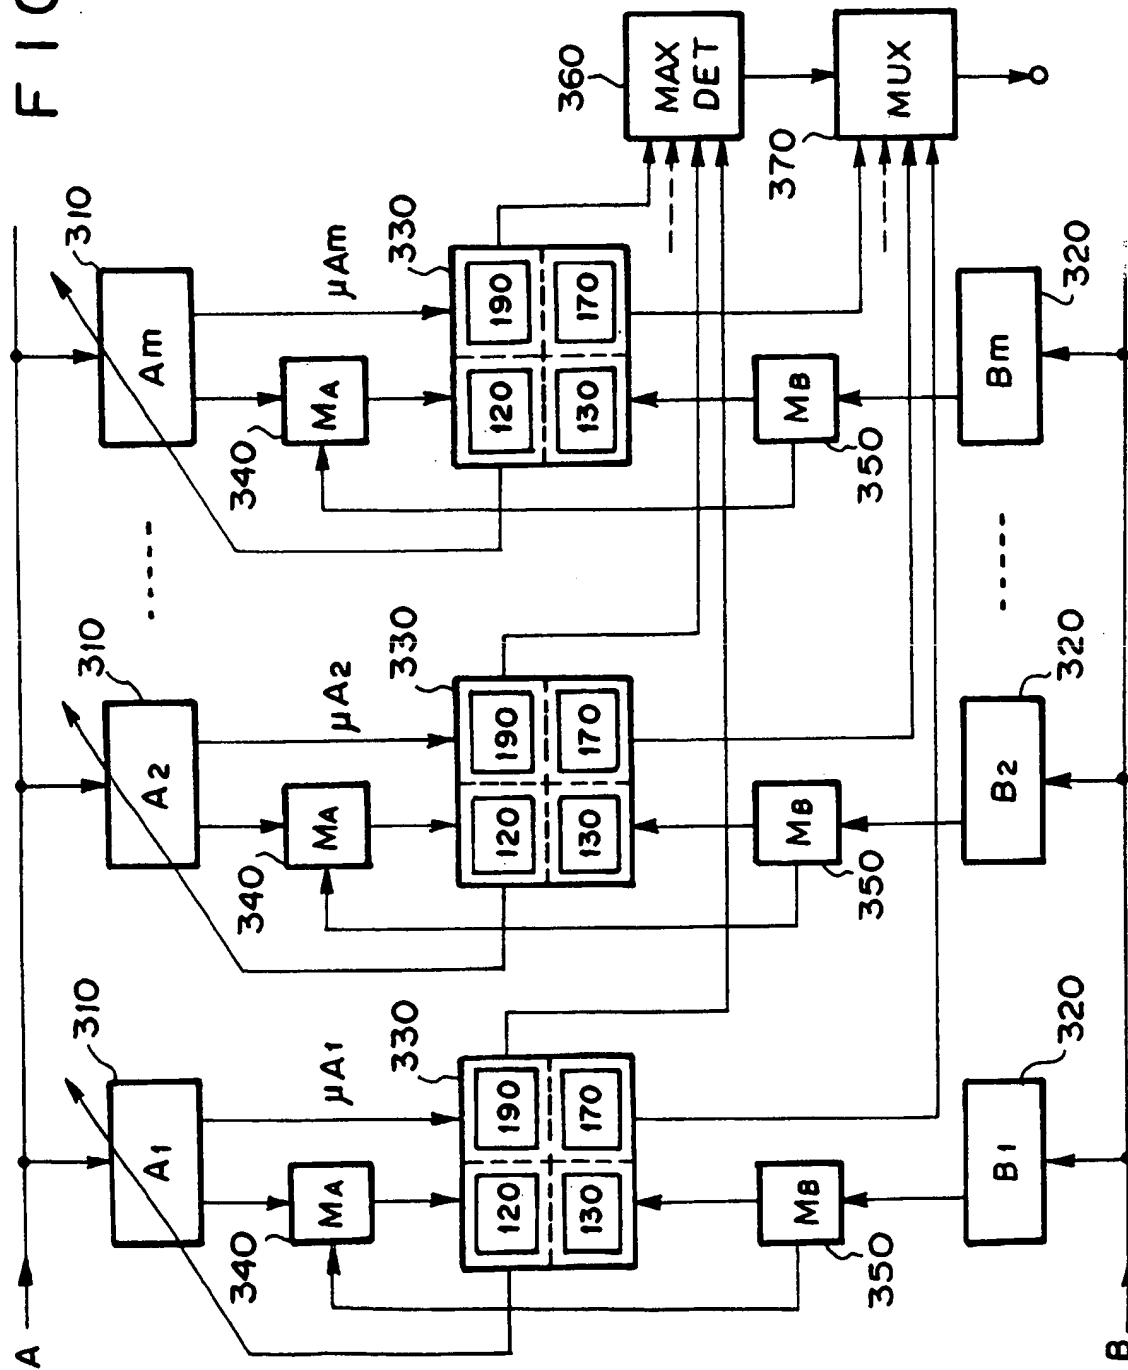 F I
A
310 310 310
A1 A2 Am
340 340 340
MA μA1 MA μA2 MA μAm
330 330 330
120 190 120 190 120 190
130 170 130 170 130 170
360
MAX
DET
370
MB MB MB
350 350 350
MUX
B1 B2 Bm
320 320 320
B